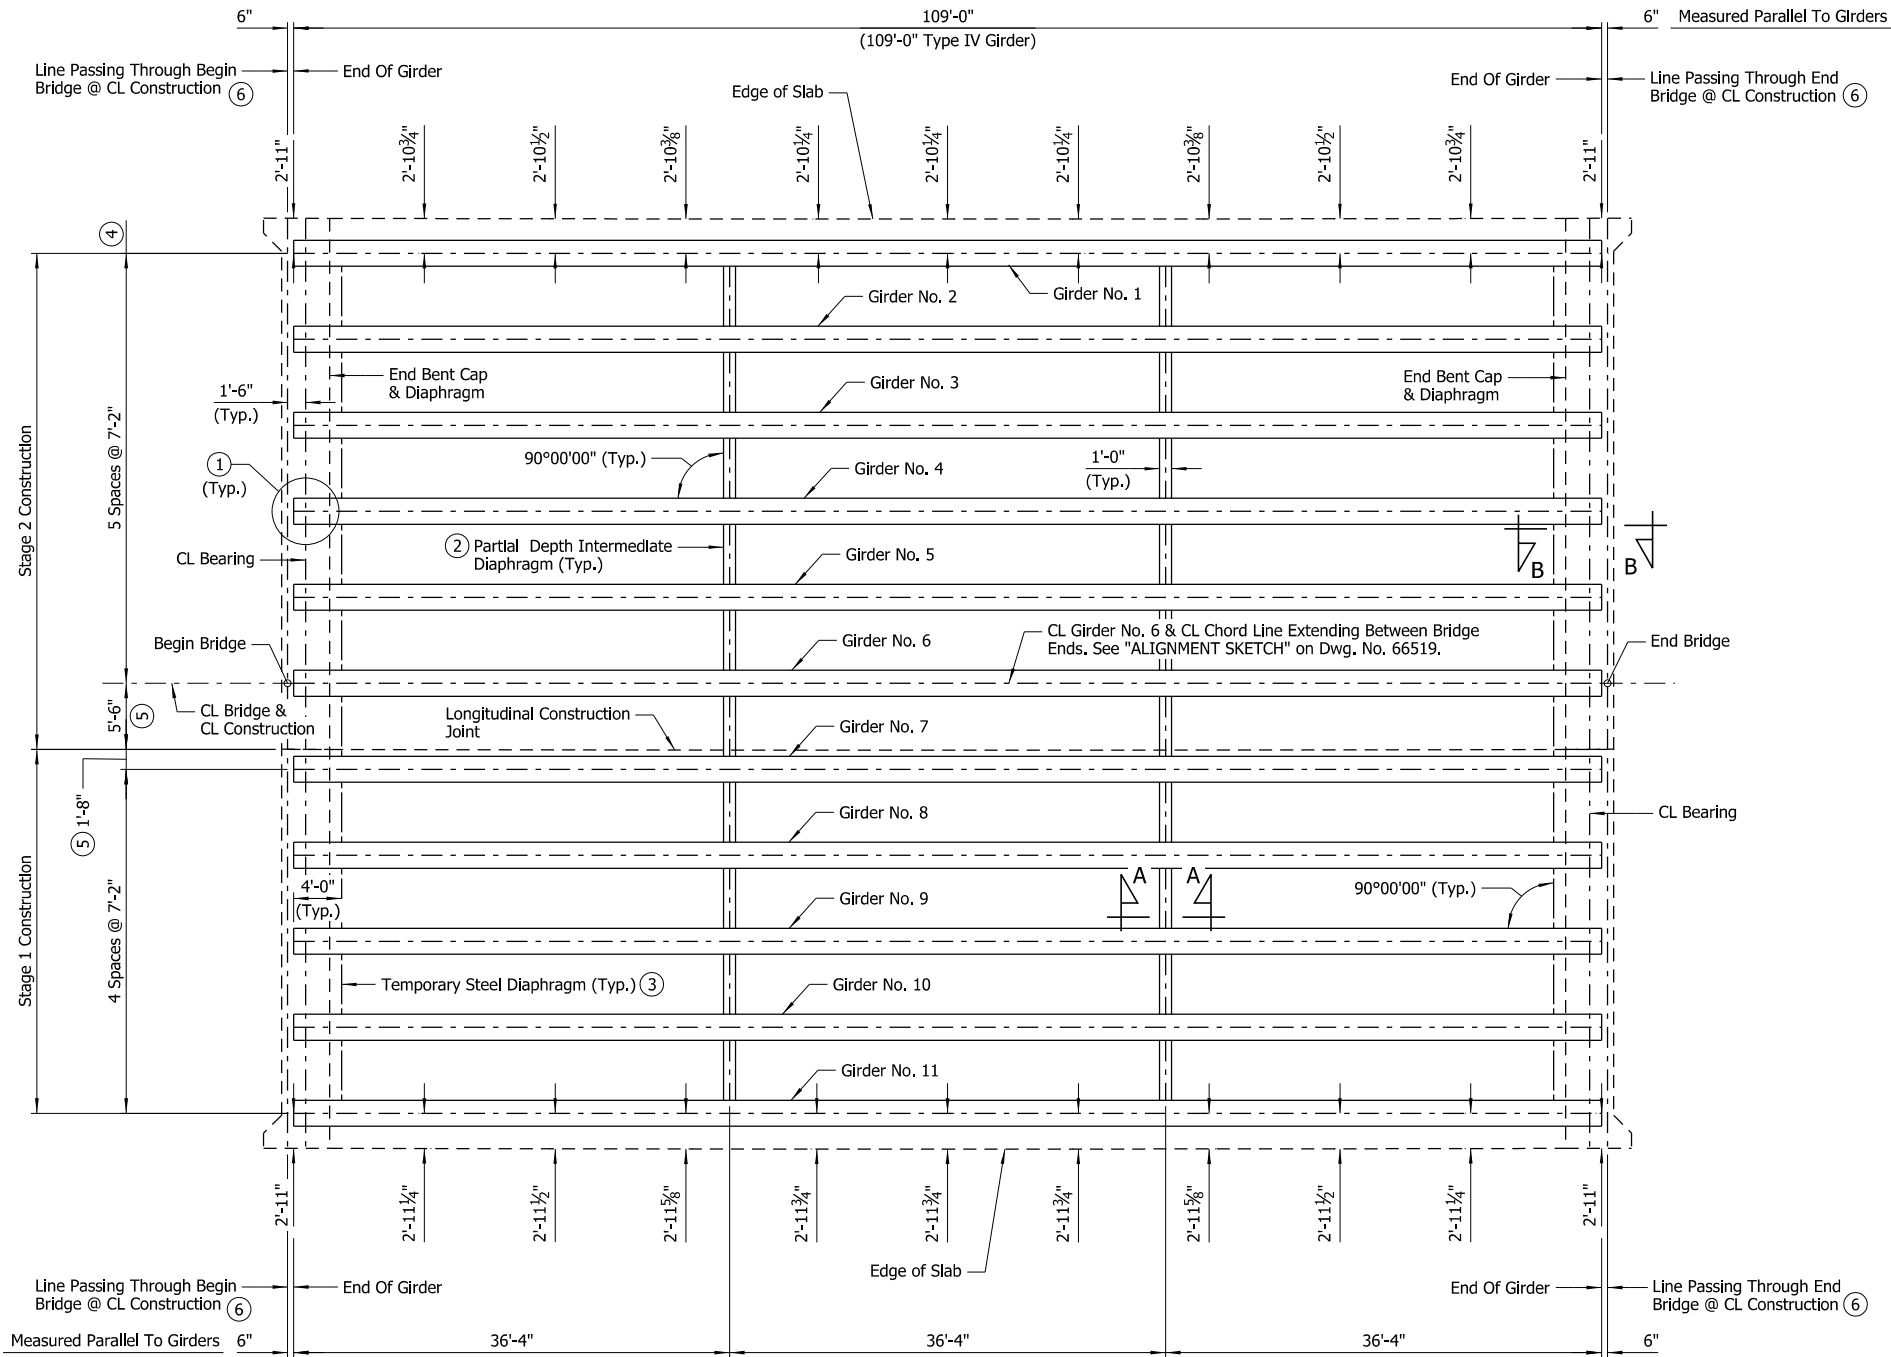 6"
109'-0"
6"
Measured Parallel To Girders
(109'-0" Type IV Girder)
Line Passing Through Begin
Bridge @ CL Construction 6
End Of Girder
Edge of Slab
End Of Girder
Line Passing Through End
Bridge @ CL Construction 6
2'-11"
2'-10¾"
2'-10½"
2'-10⅜"
2'-10¼"
2'-10¼"
2'-10¼"
2'-10⅜"
2'-10½"
2'-10¾"
2'-11"
4
Girder No. 2
Girder No. 1
End Bent Cap
& Diaphragm
Girder No. 3
End Bent Cap
& Diaphragm
1'-6"
(Typ.)
Stage 2 Construction
5 Spaces @ 7'-2"
1
(Typ.)
90°00'00" (Typ.)
Girder No. 4
1'-0"
(Typ.)
CL Bearing
2 Partial Depth Intermediate
Diaphragm (Typ.)
Girder No. 5
B
B
Begin Bridge
Girder No. 6
CL Girder No. 6 & CL Chord Line Extending Between Bridge
Ends. See "ALIGNMENT SKETCH" on Dwg. No. 66519.
End Bridge
5'-6"
5
CL Bridge &
CL Construction
Longitudinal Construction
Joint
Girder No. 7
5 1'-8"
Girder No. 8
CL Bearing
Stage 1 Construction
4 Spaces @ 7'-2"
4'-0"
(Typ.)
Girder No. 9
A
A
90°00'00" (Typ.)
Temporary Steel Diaphragm (Typ.) 3
Girder No. 10
Girder No. 11
2'-11"
2'-11¼"
2'-11½"
2'-11⅝"
2'-11¾"
2'-11¾"
2'-11¾"
2'-11⅝"
2'-11½"
2'-11¼"
2'-11"
Edge of Slab
Line Passing Through Begin
Bridge @ CL Construction 6
End Of Girder
End Of Girder
Line Passing Through End
Bridge @ CL Construction 6
Measured Parallel To Girders
6"
36'-4"
36'-4"
36'-4"
6"